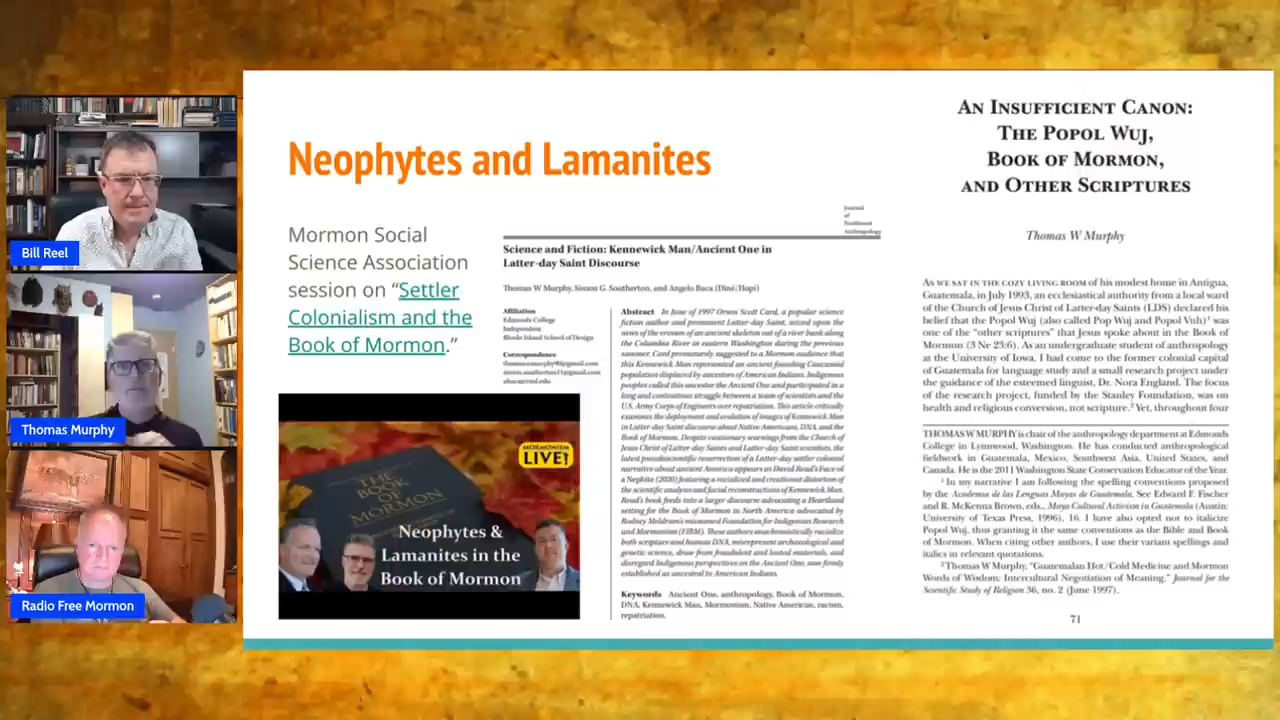 Bill Reel
Thomas Murphy
Radio Free Mormon
Neophytes and Lamanites
Mormon Social
Science Association
session on “Settler
Colonialism and the
Book of Mormon.”
MORMONISM
LIVE!
THE
BOOK
OF
MORMON
Neophytes &
Lamanites in the
Book of Mormon
Journal
of
Northwest
Anthropology
Science and Fiction: Kennewick Man/Ancient One in
Latter-day Saint Discourse
Thomas W Murphy, Simon G. Southerton, and Angelo Baca (Diné/Hopi)
Affiliation
Edmonds College
Independent
Rhode Island School of Design
Correspondence
Abstract In June of 1997 Orson Scott Card, a popular science
fiction author and prominent Latter-day Saint, seized upon the
news of the erosion of an ancient skeleton out of a river bank along
the Columbia River in eastern Washington during the previous
summer. Card prematurely suggested to a Mormon audience that
this Kennewick Man represented an ancient founding Caucasoid
population displaced by ancestors of American Indians. Indigenous
peoples called this ancestor the Ancient One and participated in a
long and contentious struggle between a team of scientists and the
U.S. Army Corps of Engineers over repatriation. This article critically
examines the deployment and evolution of images of Kennewick Man
in Latter-day Saint discourse about Native Americans, DNA, and the
Book of Mormon. Despite cautionary warnings from the Church of
Jesus Christ of Latter-day Saints and Latter-day Saint scientists, the
latest pseudoscientific resurrection of a Latter-day settler colonial
narrative about ancient America appears as David Read's Face of
a Nephite (2020) featuring a racialized and creationist distortion of
the scientific analysis and facial reconstructions of Kennewick Man.
Read's book feeds into a larger discourse advocating a Heartland
setting for the Book of Mormon in North America advocated by
Rodney Meldrum's misnamed Foundation for Indigenous Research
and Mormonism (FIRM). These authors anachronistically racialize
both scripture and human DNA, misrepresent archaeological and
genetic science, draw from fraudulent and looted materials, and
disregard Indigenous perspectives on the Ancient One, now firmly
established as ancestral to American Indians.
Keywords Ancient One, anthropology, Book of Mormon,
DNA, Kennewick Man, Mormonism, Native American, racism,
repatriation.
AN INSUFFICIENT CANON:
THE POPOL WUJ,
BOOK OF MORMON,
AND OTHER SCRIPTURES
Thomas W Murphy
AS WE SAT IN THE COZY LIVING ROOM of his modest home in Antigua,
Guatemala, in July 1993, an ecclesiastical authority from a local ward
of the Church of Jesus Christ of Latter-day Saints (LDS) declared his
belief that the Popol Wuj (also called Pop Wuj and Popol Vuh)¹ was
one of the “other scriptures” that Jesus spoke about in the Book of
Mormon (3 Ne 23:6). As an undergraduate student of anthropology
at the University of Iowa, I had come to the former colonial capital
of Guatemala for language study and a small research project under
the guidance of the esteemed linguist, Dr. Nora England. The focus
of the research project, funded by the Stanley Foundation, was on
health and religious conversion, not scripture.² Yet, throughout four
THOMAS W MURPHY is chair of the anthropology department at Edmonds
College in Lynnwood, Washington. He has conducted anthropological
fieldwork in Guatemala, Mexico, Southwest Asia, United States, and
Canada. He is the 2011 Washington State Conservation Educator of the Year.
¹ In my narrative I am following the spelling conventions proposed
by the Academa de las Lenguas Mayas de Guatemala. See Edward F. Fischer
and R. McKenna Brown, eds., Maya Cultural Activism in Guatemala (Austin:
University of Texas Press, 1996), 16. I have also opted not to italicize
Popol Wuj, thus granting it the same convention as the Bible and Book
of Mormon. When citing other authors, I use their variant spellings and
italics in relevant quotations.
² Thomas W Murphy, “Guatemalan Hot/Cold Medicine and Mormon
Words of Wisdom: Intercultural Negotiation of Meaning,” Journal for the
Scientific Study of Religion 36, no. 2 (June 1997).
71